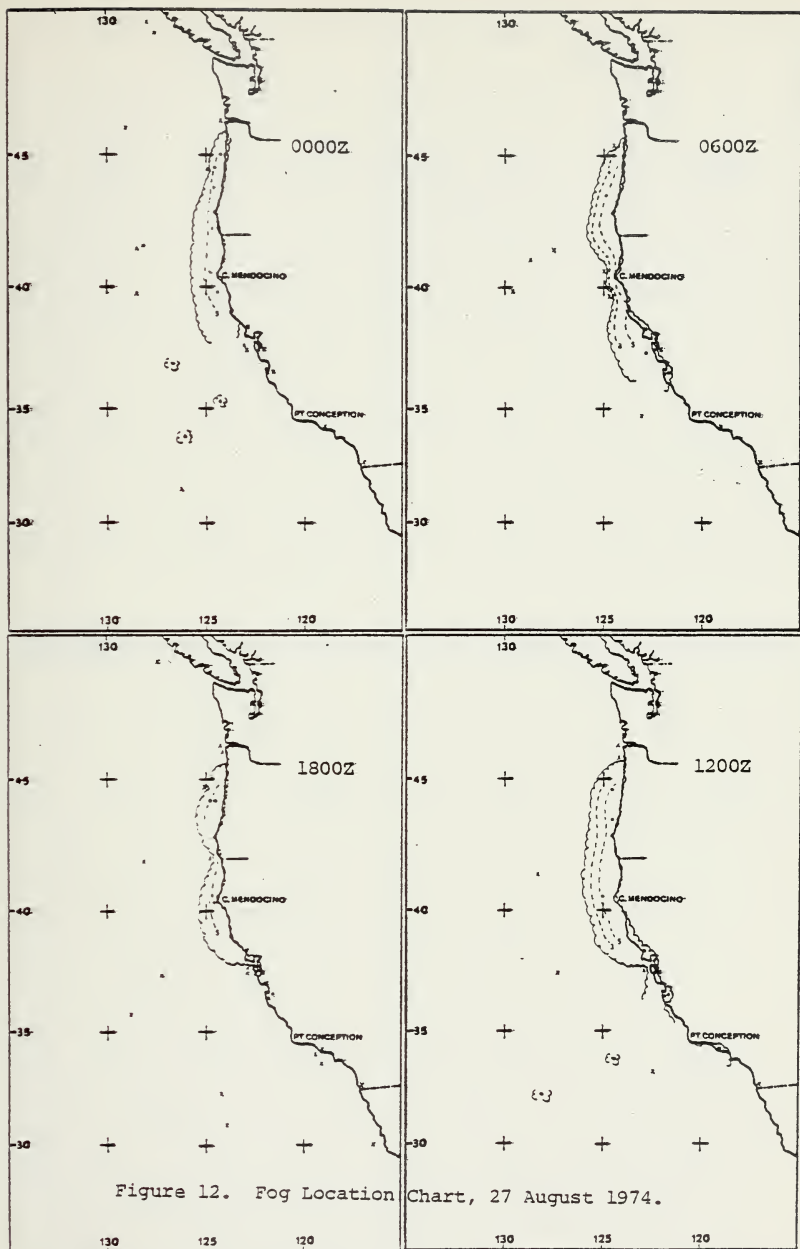 130
0000Z
45
C. MENDOCINO
40
35
PT CONCEPTION
30
130 125 120
130
0600Z
45
C. MENDOCINO
40
35
PT CONCEPTION
30
130 125 120
130
1800Z
45
C. MENDOCINO
40
35
PT CONCEPTION
30
130
1200Z
45
C. MENDOCINO
40
35
PT CONCEPTION
30
Figure 12. Fog Location Chart, 27 August 1974.
130 125 120
130 125 120